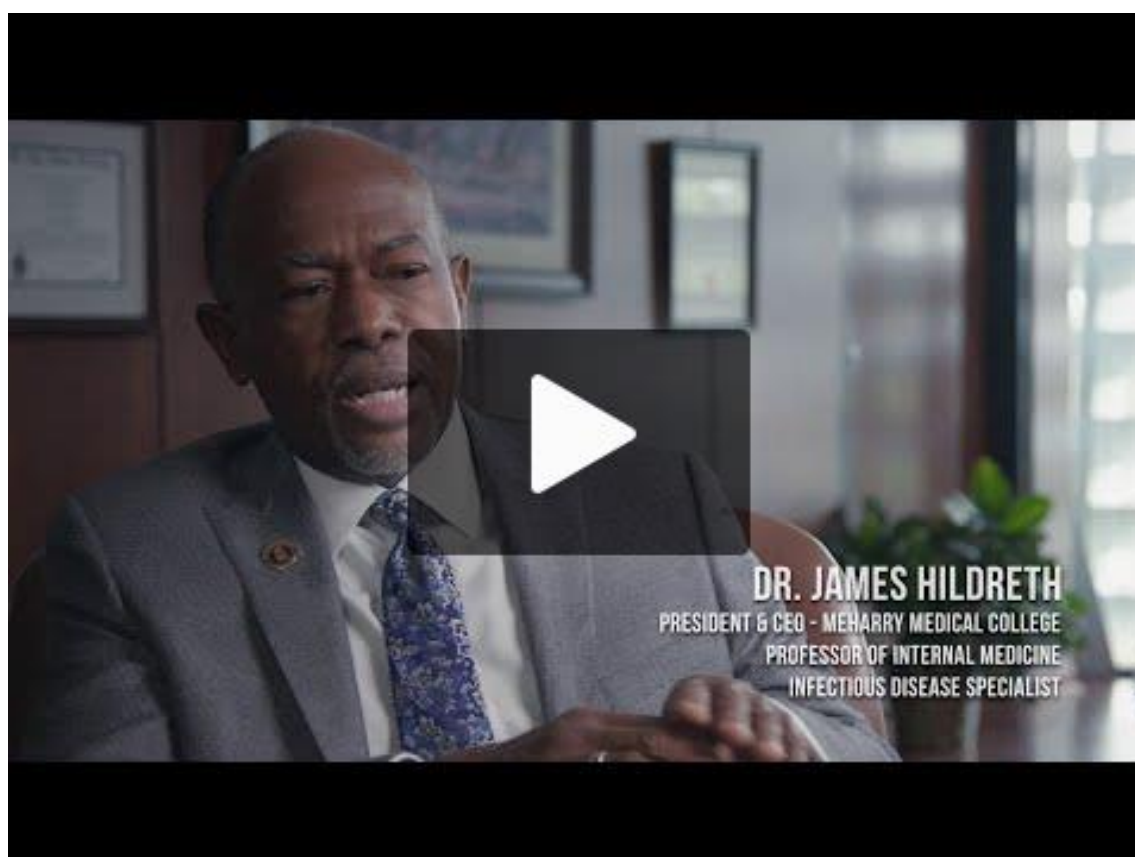 DR. JAMES HILDRETH
PRESIDENT & CEO - MEHARRY MEDICAL COLLEGE
PROFESSOR OF INTERNAL MEDICINE
INFECTIOUS DISEASE SPECIALIST